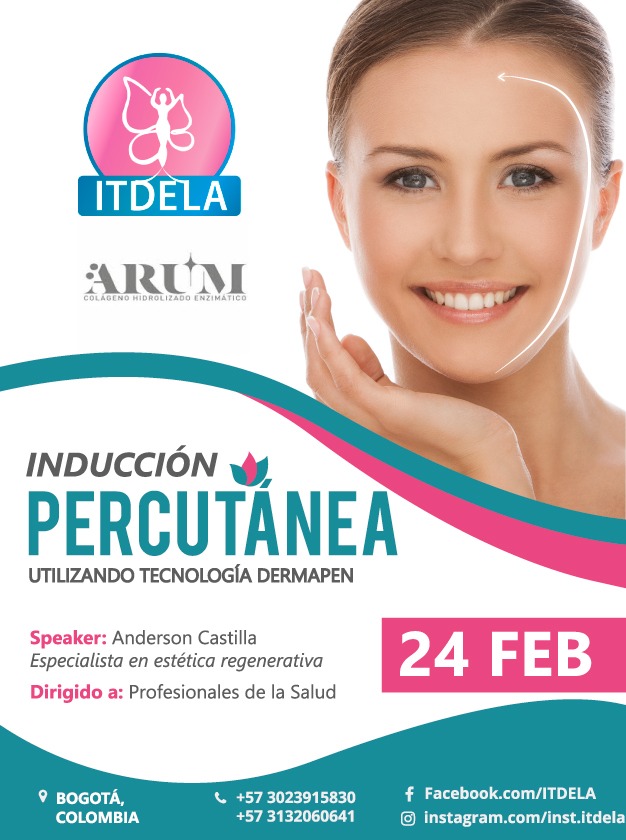 ITDELA
ARUM
COLÁGENO HIDROLIZADO ENZIMÁTICO
INDUCCIÓN
PERCUTÁNEA
UTILIZANDO TECNOLOGÍA DERMAPEN
Speaker: Anderson Castilla
Especialista en estética regenerativa
Dirigido a: Profesionales de la Salud
24 FEB
BOGOTÁ,
COLOMBIA
+57 3023915830
+57 3132060641
Facebook.com/ITDELA
instagram.com/inst.itdela